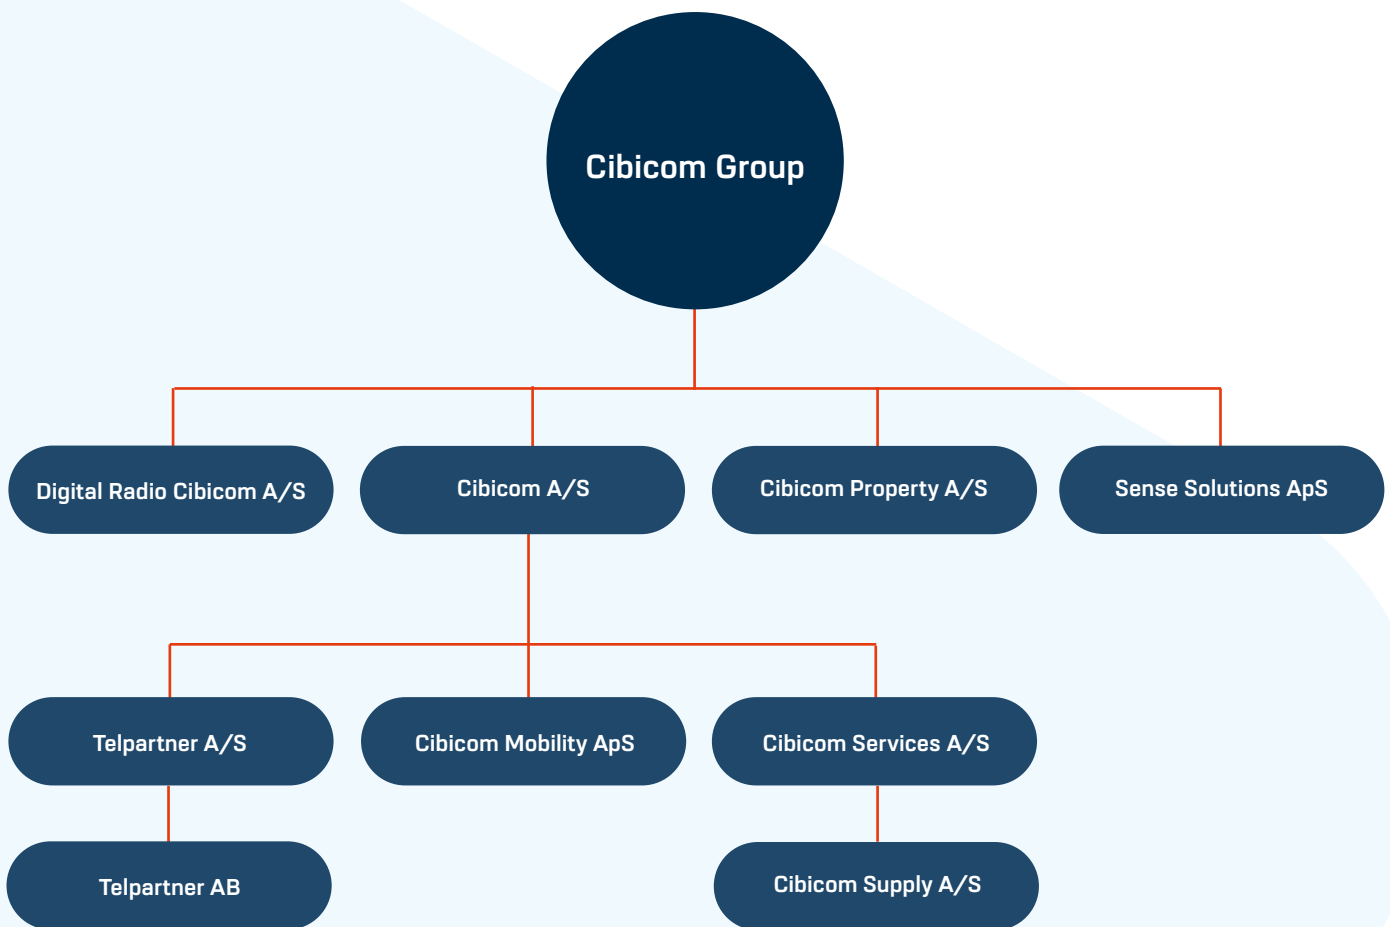 Cibicom Group
Digital Radio Cibicom A/S
Cibicom A/S
Cibicom Property A/S
Sense Solutions ApS
Telpartner A/S
Cibicom Mobility ApS
Cibicom Services A/S
Telpartner AB
Cibicom Supply A/S